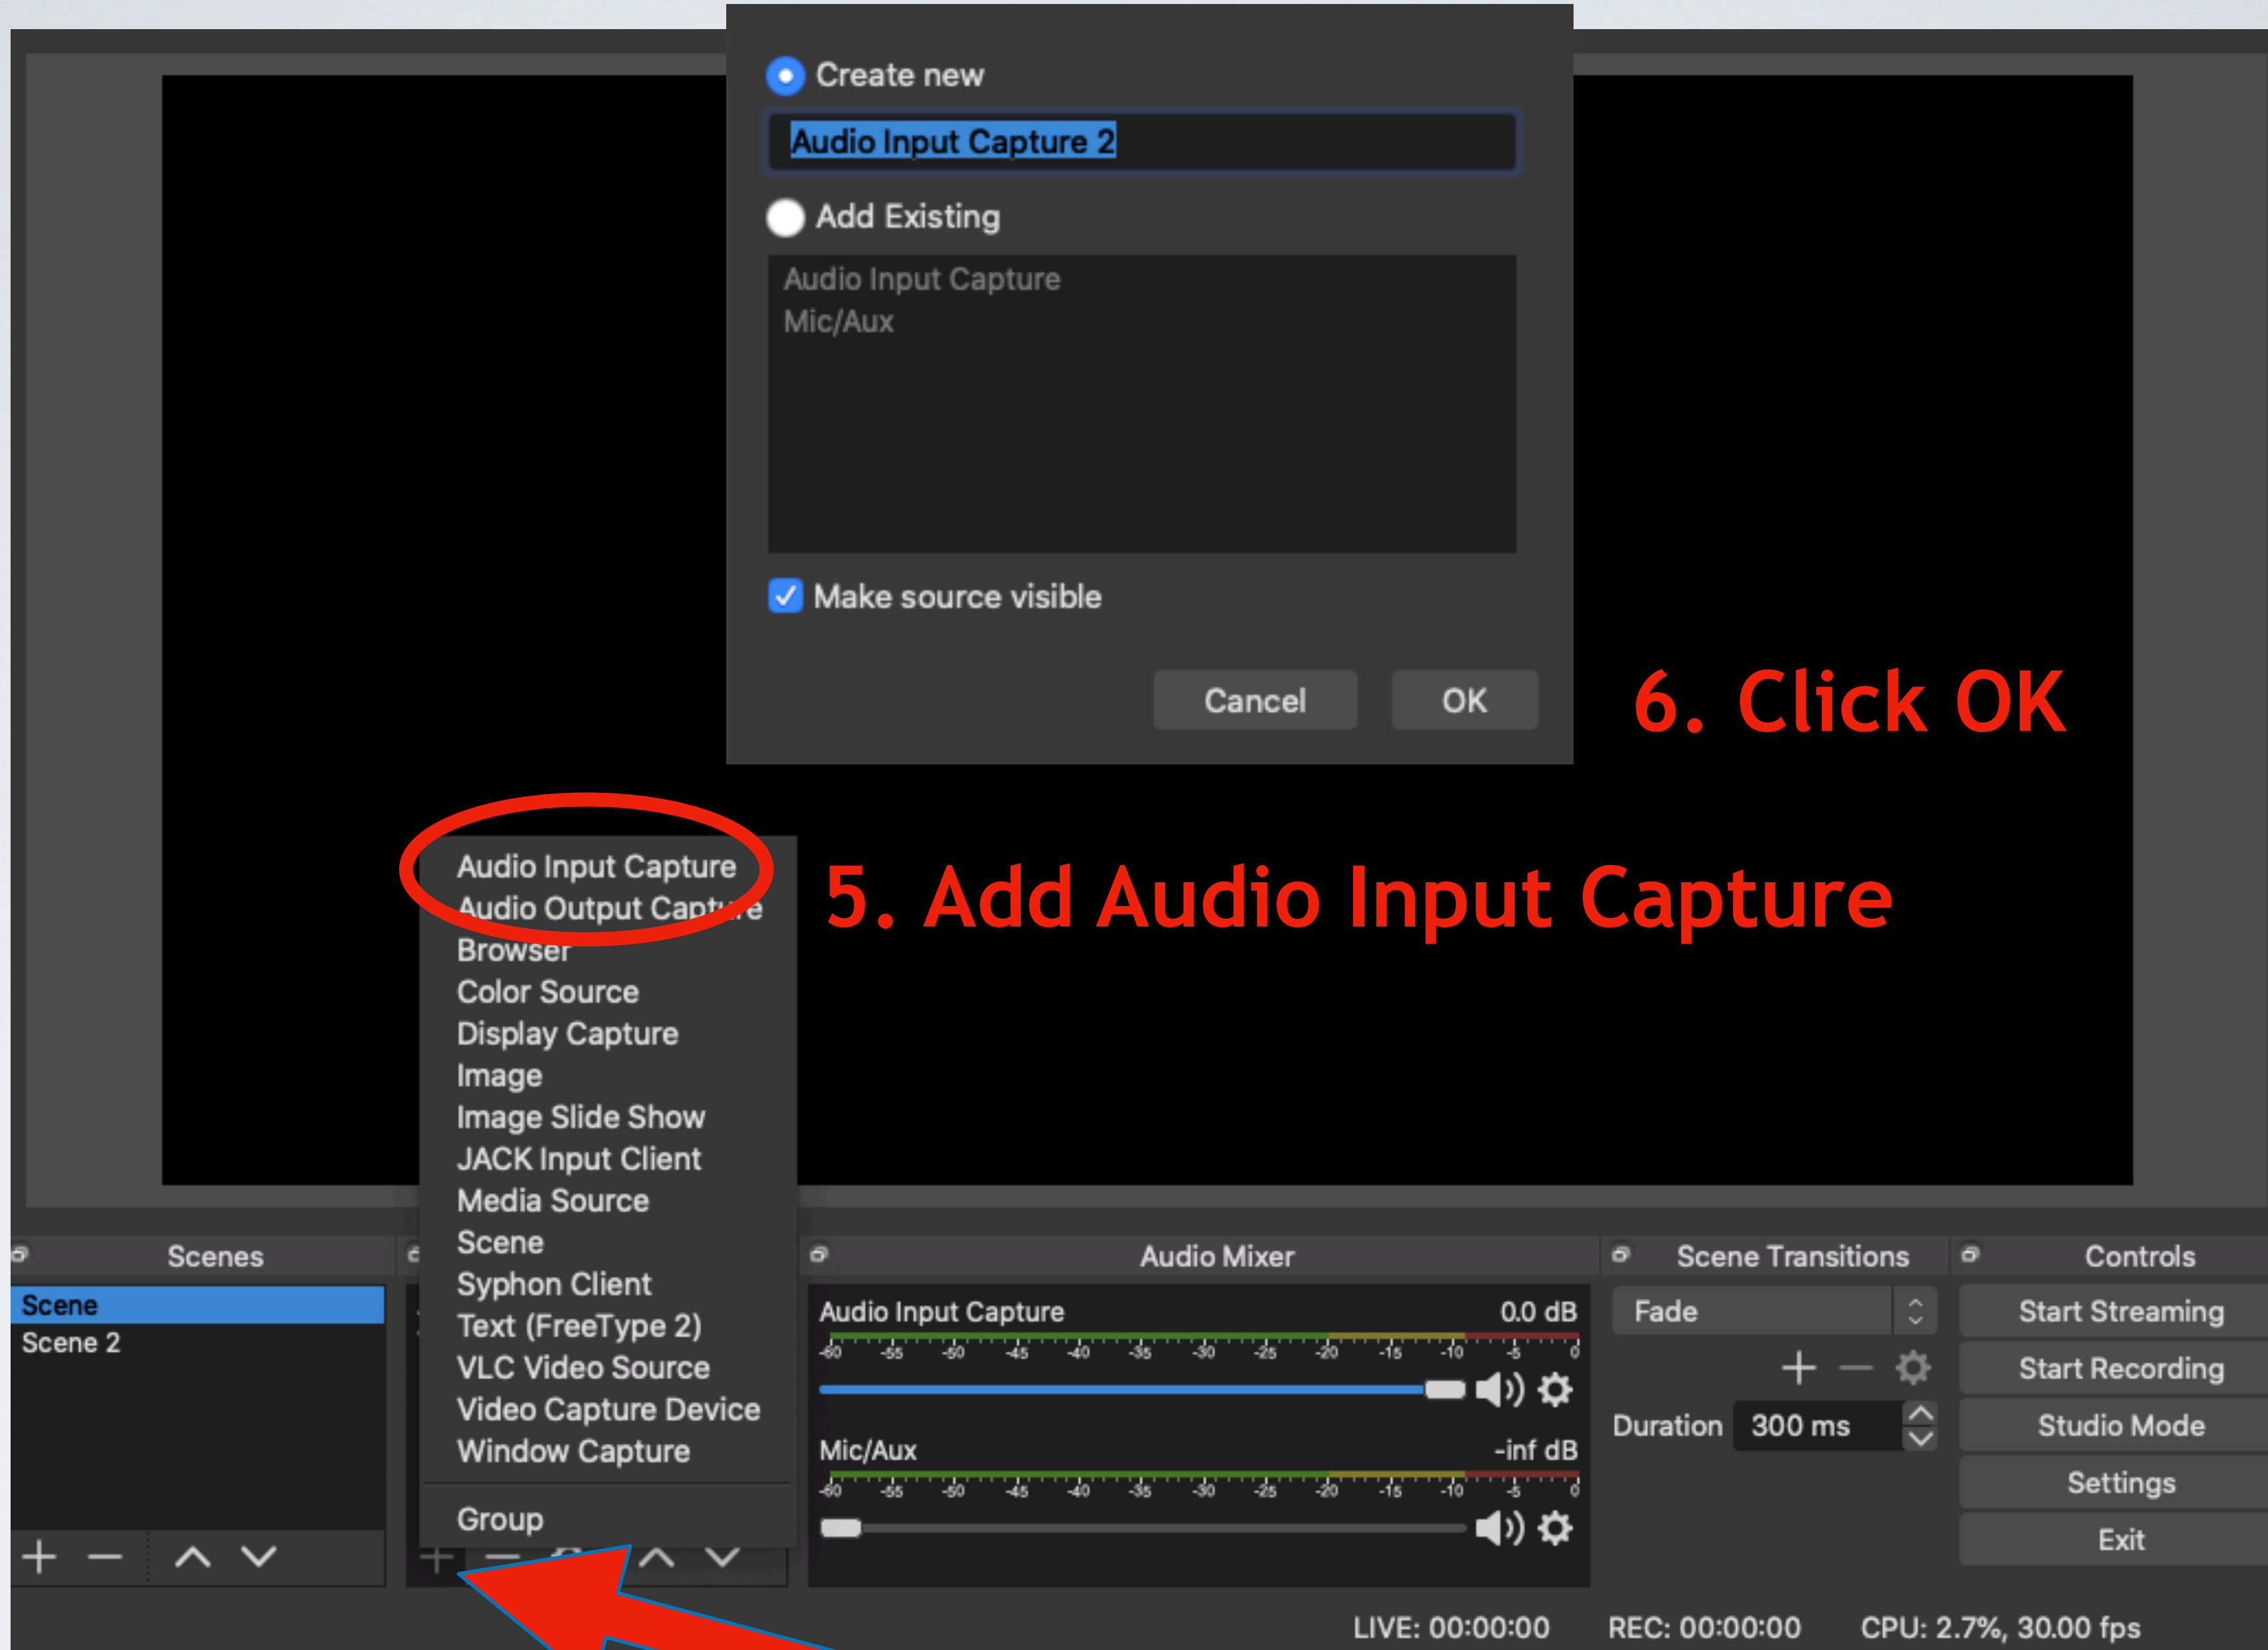 Create new
Audio Input Capture 2
Add Existing
Audio Input Capture
Mic/Aux
Make source visible
Cancel OK
6. Click OK
5. Add Audio Input Capture
Audio Input Capture
Audio Output Capture
Browser
Color Source
Display Capture
Image
Image Slide Show
JACK Input Client
Media Source
Scene
Syphon Client
Text (FreeType 2)
VLC Video Source
Video Capture Device
Window Capture
Group
Scenes
Scene
Scene 2
Audio Mixer
Audio Input Capture 0.0 dB
-60 -55 -50 -45 -40 -35 -30 -25 -20 -15 -10 -5 0
Mic/Aux -inf dB
-60 -55 -50 -45 -40 -35 -30 -25 -20 -15 -10 -5 0
Scene Transitions
Fade
Duration 300 ms
Controls
Start Streaming
Start Recording
Studio Mode
Settings
Exit
LIVE: 00:00:00 REC: 00:00:00 CPU: 2.7%, 30.00 fps